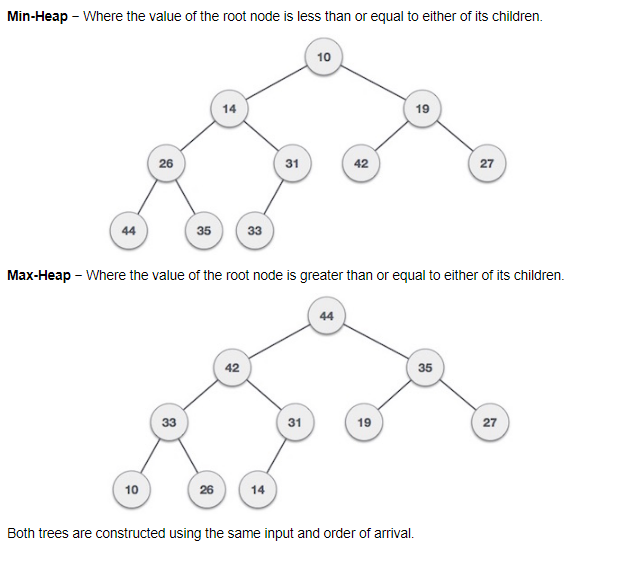 Min-Heap – Where the value of the root node is less than or equal to either of its children.
10
14 19
26 31 42 27
44 35 33
Max-Heap – Where the value of the root node is greater than or equal to either of its children.
44
42 35
33 31 19 27
10 26 14
Both trees are constructed using the same input and order of arrival.